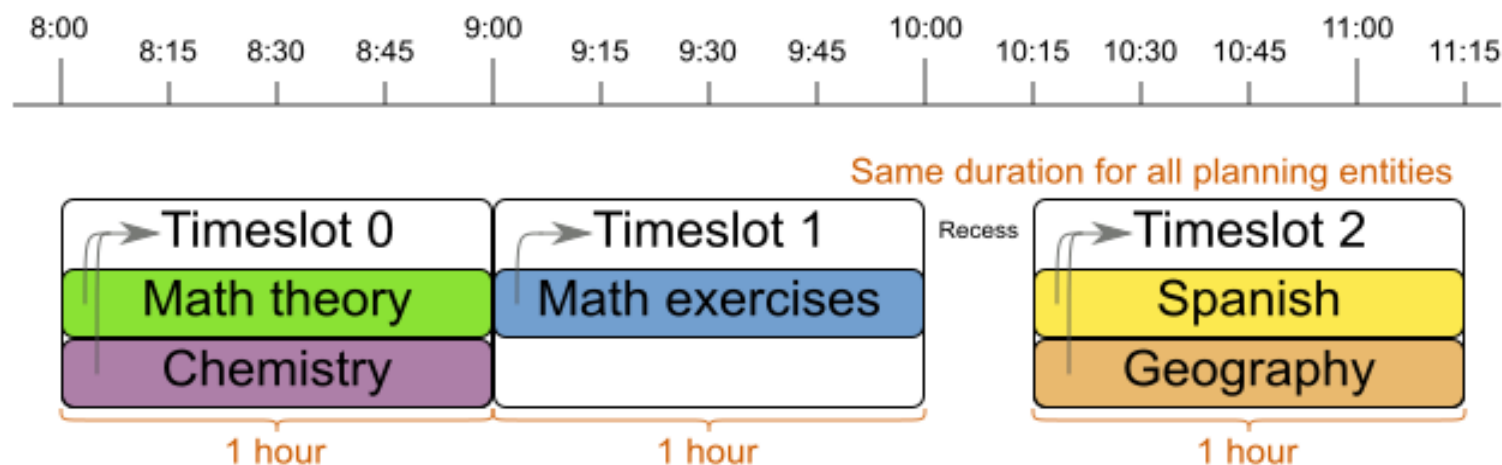 8:00 9:00 10:00 11:00
8:15 8:30 8:45 9:15 9:30 9:45 10:15 10:30 10:45 11:15
Same duration for all planning entities
Timeslot 0 Timeslot 1 Recess Timeslot 2
Math theory Math exercises Spanish
Chemistry Geography
1 hour 1 hour 1 hour